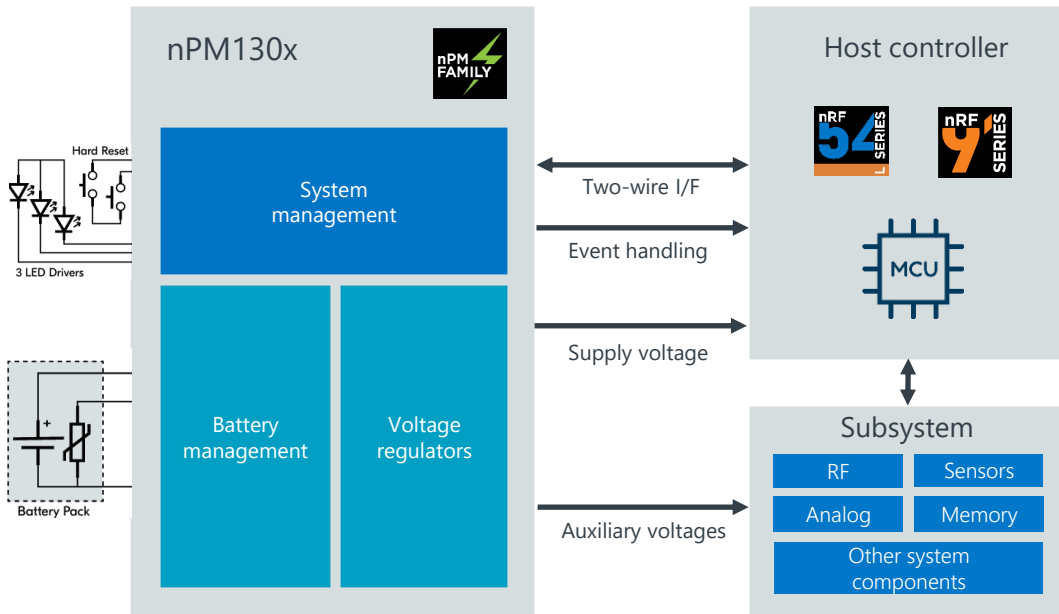 nPM130x
nPM
FAMILY
Host controller
nRF
54
L SERIES
nRF
9
SERIES
Hard Reset
System
management
Two-wire I/F
Event handling
MCU
3 LED Drivers
Supply voltage
+
Battery
management
Voltage
regulators
Battery Pack
Auxiliary voltages
Subsystem
RF
Sensors
Analog
Memory
Other system
components